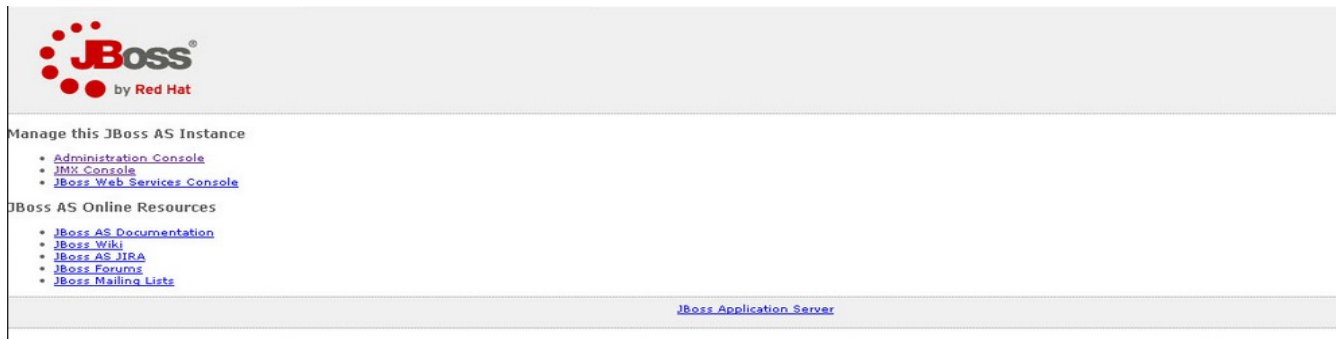 JBoss®
by Red Hat
Manage this JBoss AS Instance
Administration Console
JMX Console
JBoss Web Services Console
JBoss AS Online Resources
JBoss AS Documentation
JBoss Wiki
JBoss AS JIRA
JBoss Forums
JBoss Mailing Lists
JBoss Application Server